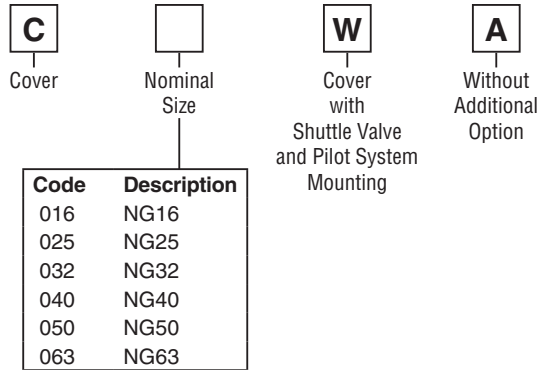 C
W
A
Cover
Nominal
Size
Cover
with
Shuttle Valve
and Pilot System
Mounting
Without
Additional
Option
Code Description
016 NG16
025 NG25
032 NG32
040 NG40
050 NG50
063 NG63